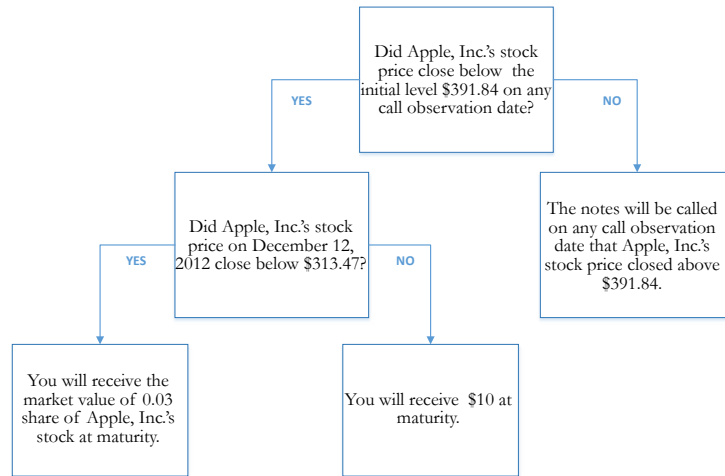 Did Apple, Inc.'s stock
price close below the
initial level $391.84 on any
call observation date?
YES
NO
Did Apple, Inc.'s stock
price on December 12,
2012 close below $313.47?
The notes will be called
on any call observation
date that Apple, Inc.'s
stock price closed above
$391.84.
YES
NO
You will receive the
market value of 0.03
share of Apple, Inc.'s
stock at maturity.
You will receive $10 at
maturity.